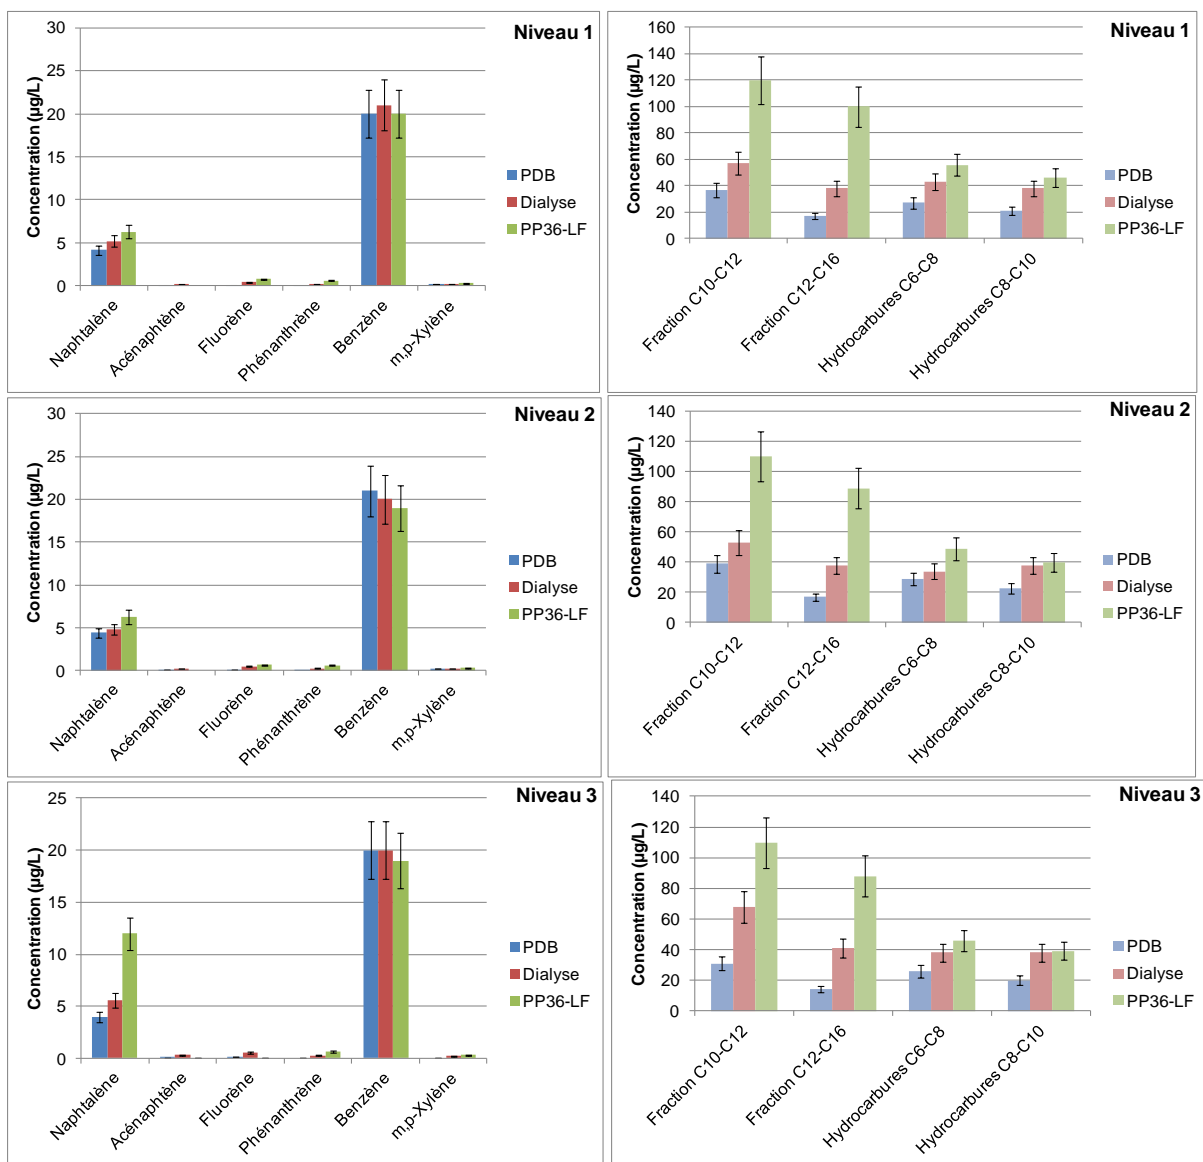 Niveau 1
Concentration (µg/L)
30
25
20
15
10
5
0
Naphtalène
Acénaphtène
Fluorène
Phénanthrène
Benzène
m,p-Xylène
PDB
Dialyse
PP36-LF
Niveau 1
Concentration (µg/L)
160
140
120
100
80
60
40
20
0
Fraction C10-C12
Fraction C12-C16
Hydrocarbures C6-C8
Hydrocarbures C8-C10
PDB
Dialyse
PP36-LF
Niveau 2
Concentration (µg/L)
30
25
20
15
10
5
0
Naphtalène
Acénaphtène
Fluorène
Phénanthrène
Benzène
m,p-Xylène
PDB
Dialyse
PP36-LF
Niveau 2
Concentration (µg/L)
140
120
100
80
60
40
20
0
Fraction C10-C12
Fraction C12-C16
Hydrocarbures C6-C8
Hydrocarbures C8-C10
PDB
Dialyse
PP36-LF
Niveau 3
Concentration (µg/L)
25
20
15
10
5
0
Naphtalène
Acénaphtène
Fluorène
Phénanthrène
Benzène
m,p-Xylène
PDB
Dialyse
PP36-LF
Niveau 3
Concentration (µg/L)
140
120
100
80
60
40
20
0
Fraction C10-C12
Fraction C12-C16
Hydrocarbures C6-C8
Hydrocarbures C8-C10
PDB
Dialyse
PP36-LF